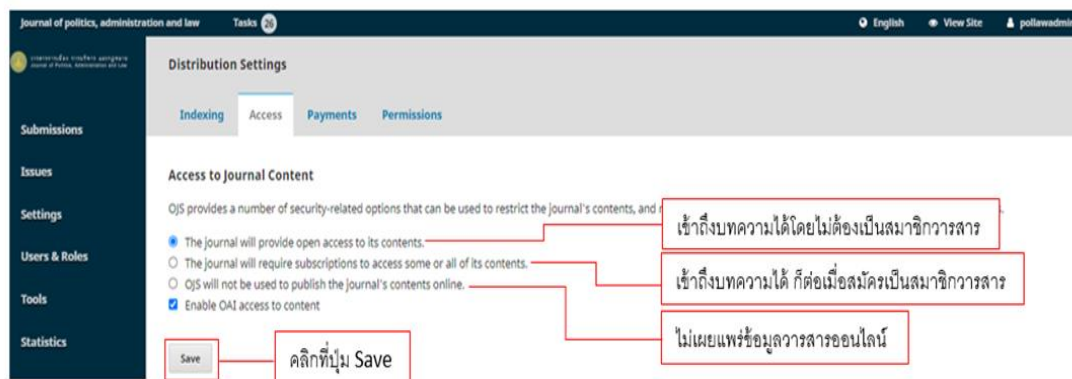 Journal of politics, administration and law Tasks 26 English View Site pollawadmin
Journal of Politics, Administration and Law
Distribution Settings
Indexing Access Payments Permissions
Submissions
Issues
Settings
Users & Roles
Tools
Statistics
Access to Journal Content
OJS provides a number of security-related options that can be used to restrict the journal's contents, and
The journal will provide open access to its contents.
เข้าถึงบทความได้โดยไม่ต้องเป็นสมาชิกวารสาร
The journal will require subscriptions to access some or all of its contents.
เข้าถึงบทความได้ ก็ต่อเมื่อสมัครเป็นสมาชิกวารสาร
OJS will not be used to publish the journal's contents online.
ไม่เผยแพร่ข้อมูลวารสารออนไลน์
Enable OAI access to content
Save
คลิกที่ปุ่ม Save